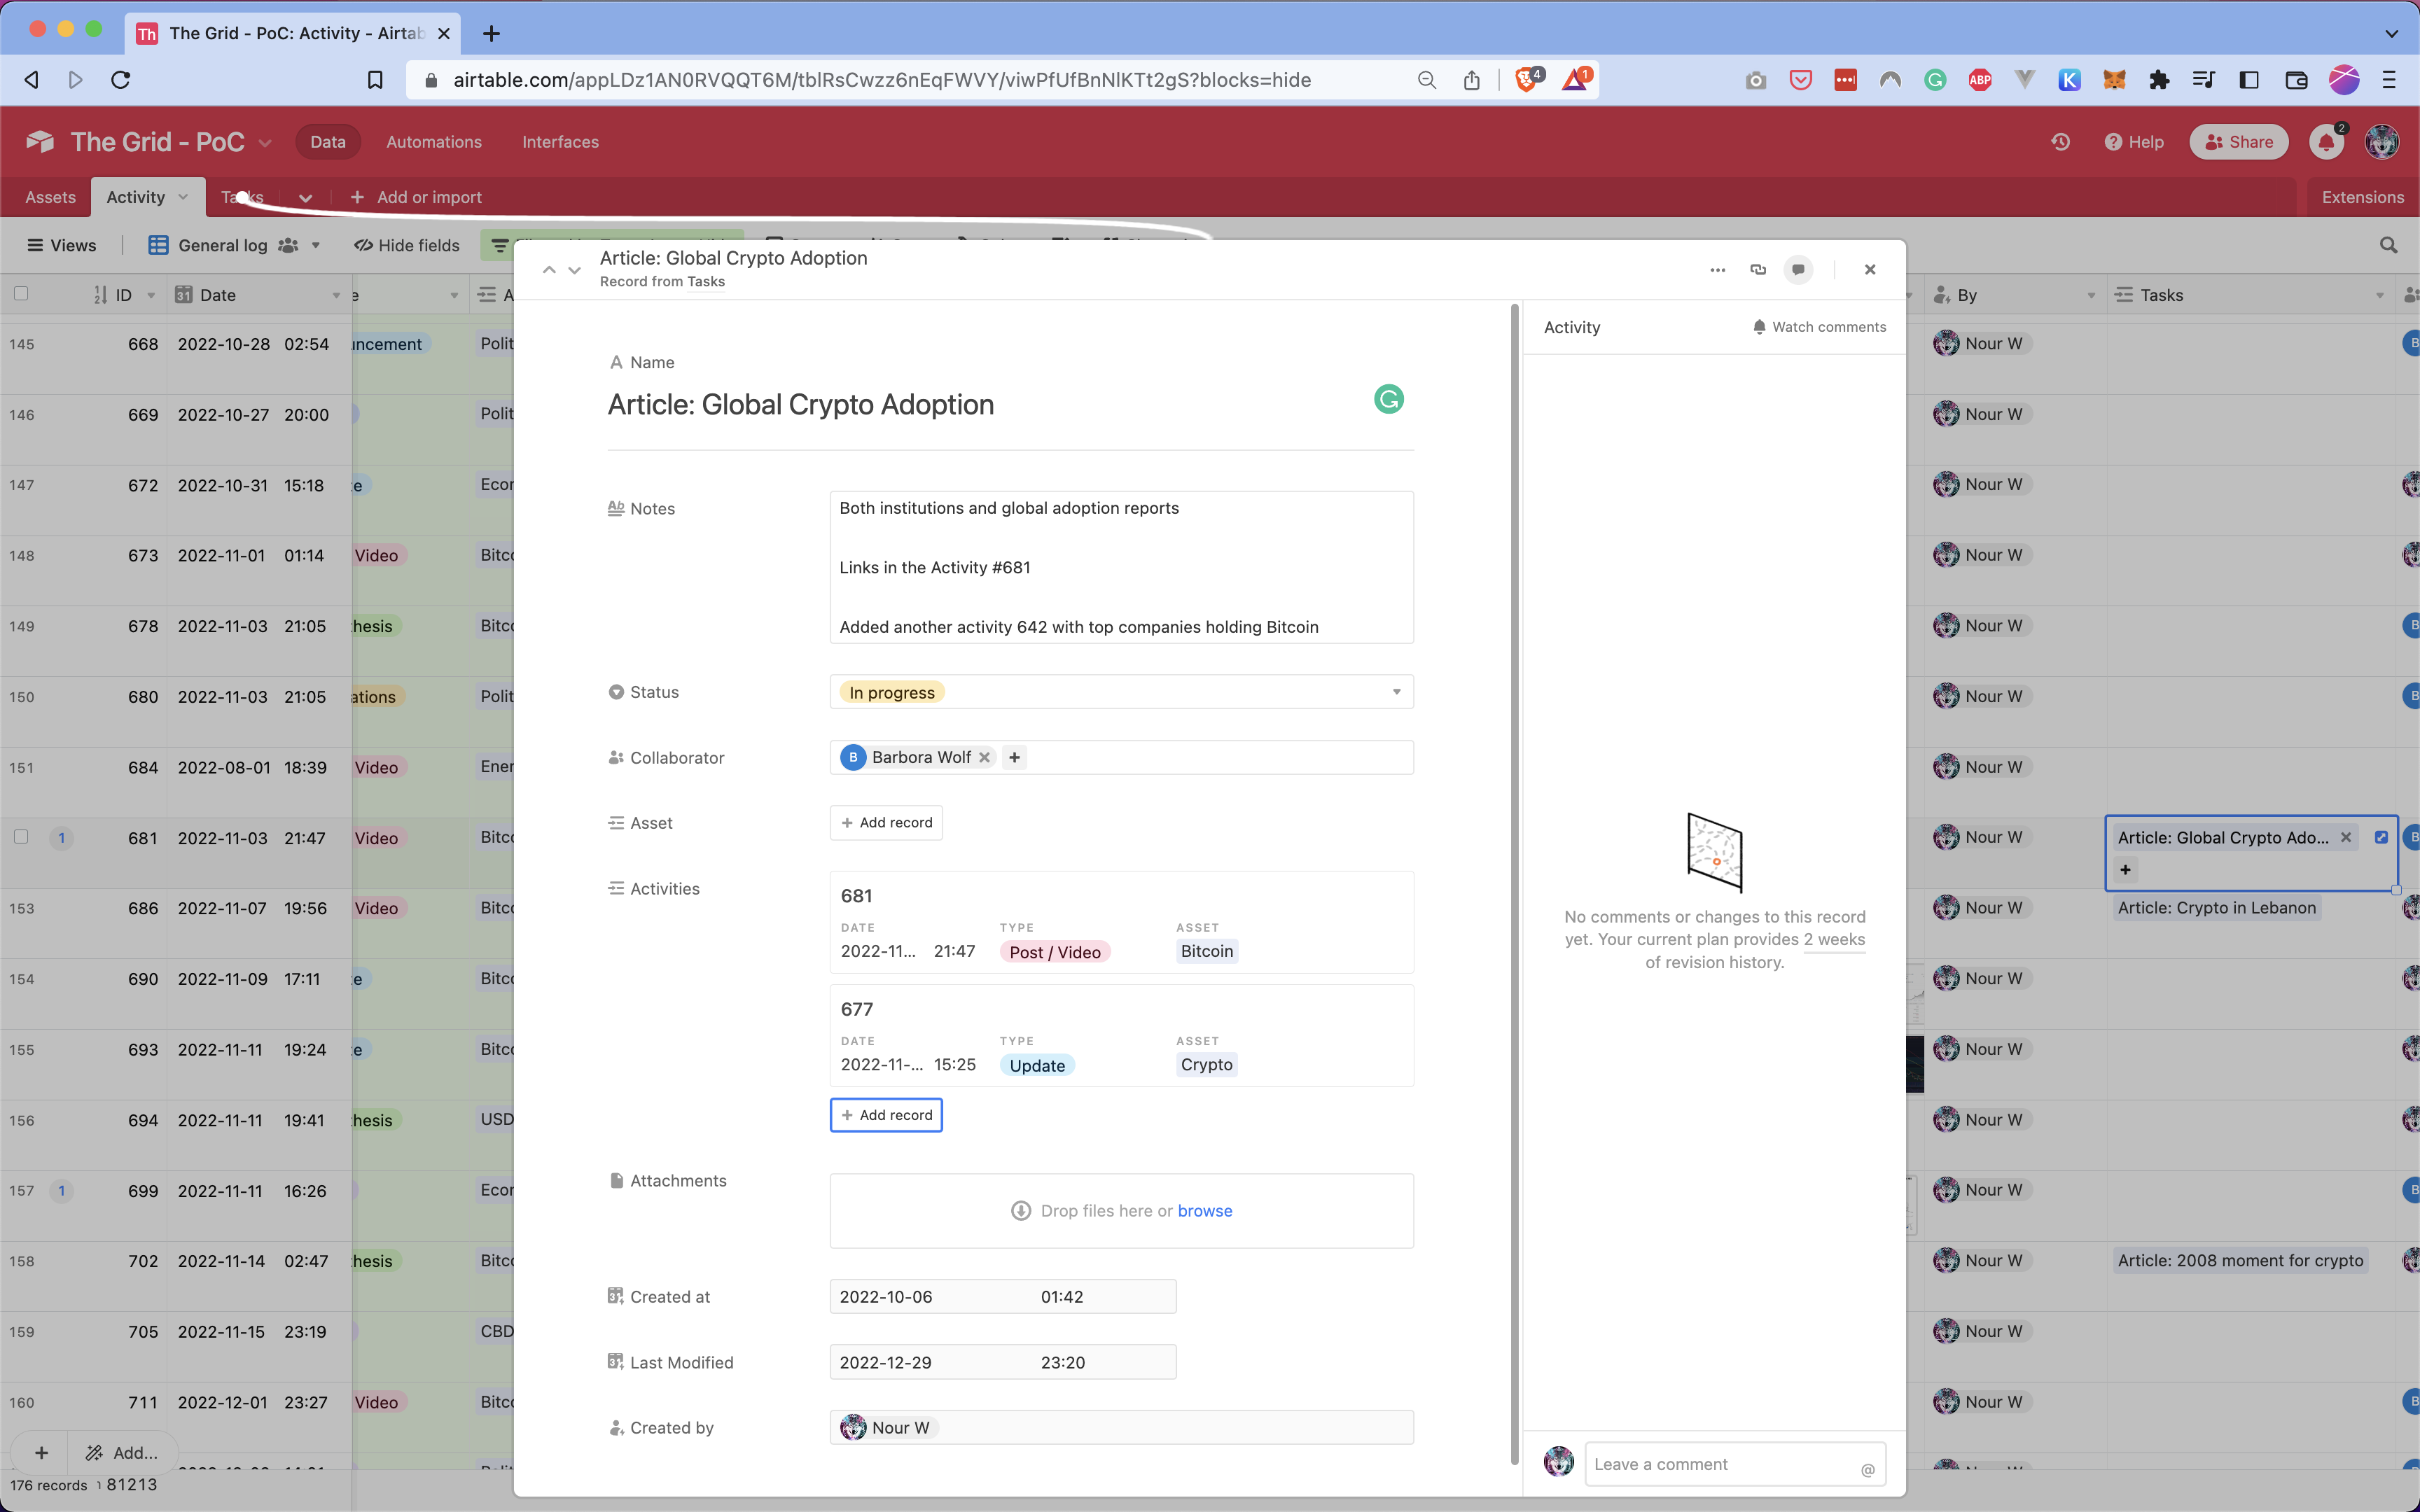 Th The Grid - PoC: Activity - Airtab
airtable.com/appLDz1AN0RVQQT6M/tblRsCwzz6nEqFWVY/viwPfUfBnNlKTt2gS?blocks=hide
4
1
ABP
K
The Grid - PoC
Data
Automations
Interfaces
Help
Share
2
Assets
Activity
Tasks
Add or import
Extensions
Views
General log
Hide fields
ID
Date
By
Tasks
145 668 2022-10-28 02:54 uncement Polit Nour W
146 669 2022-10-27 20:00 Polit Nour W
147 672 2022-10-31 15:18 te Econ Nour W
148 673 2022-11-01 01:14 Video Bitco Nour W
149 678 2022-11-03 21:05 hesis Bitco Nour W
150 680 2022-11-03 21:05 ations Polit Nour W
151 684 2022-08-01 18:39 Video Ener Nour W
1 681 2022-11-03 21:47 Video Bitco Nour W Article: Global Crypto Ado...
153 686 2022-11-07 19:56 Video Bitco Nour W Article: Crypto in Lebanon
154 690 2022-11-09 17:11 te Bitco Nour W
155 693 2022-11-11 19:24 te Bitco Nour W
156 694 2022-11-11 19:41 hesis USD Nour W
157 1 699 2022-11-11 16:26 Econ Nour W
158 702 2022-11-14 02:47 hesis Bitco Nour W Article: 2008 moment for crypto
159 705 2022-11-15 23:19 CBD Nour W
160 711 2022-12-01 23:27 Video Bitco Nour W
Add...
176 records
81213
Article: Global Crypto Adoption
Record from Tasks
Name
Article: Global Crypto Adoption
Notes
Both institutions and global adoption reports
Links in the Activity #681
Added another activity 642 with top companies holding Bitcoin
Status
In progress
Collaborator
B Barbora Wolf
Asset
Add record
Activities
681
DATE TYPE ASSET
2022-11... 21:47 Post / Video Bitcoin
677
DATE TYPE ASSET
2022-11-... 15:25 Update Crypto
Add record
Attachments
Drop files here or browse
Created at
2022-10-06 01:42
Last Modified
2022-12-29 23:20
Created by
Nour W
Activity
Watch comments
No comments or changes to this record
yet. Your current plan provides 2 weeks
of revision history.
Leave a comment
@